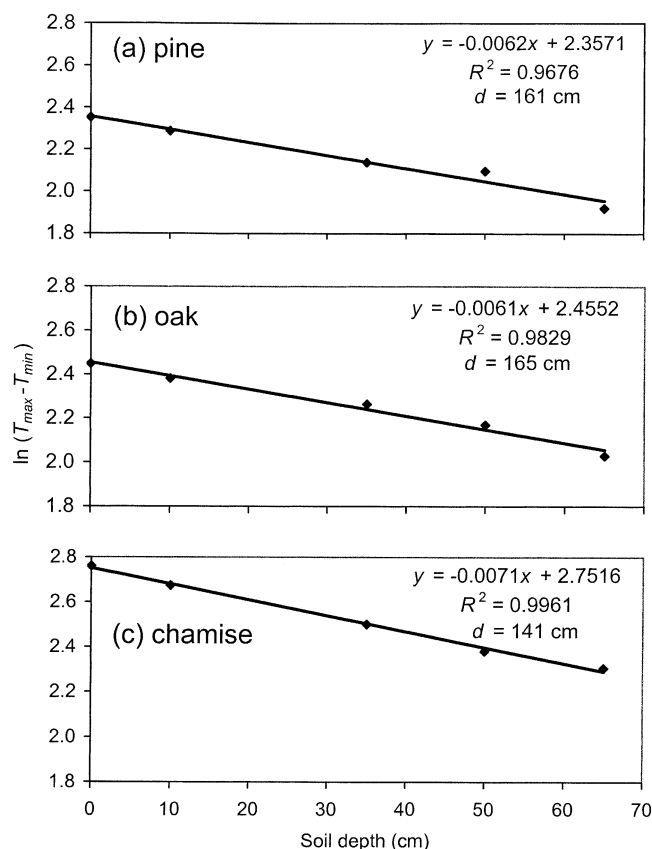 2.8
(a) pine
y = -0.0062x + 2.3571
2.6
R² = 0.9676
d = 161 cm
2.4
2.2
2.0
1.8
2.8
(b) oak
y = -0.0061x + 2.4552
2.6
R² = 0.9829
d = 165 cm
2.4
2.2
2.0
1.8
ln (Tmax - Tmin)
2.8
y = -0.0071x + 2.7516
2.6
R² = 0.9961
(c) chamise
d = 141 cm
2.4
2.2
2.0
1.8
0 10 20 30 40 50 60 70
Soil depth (cm)